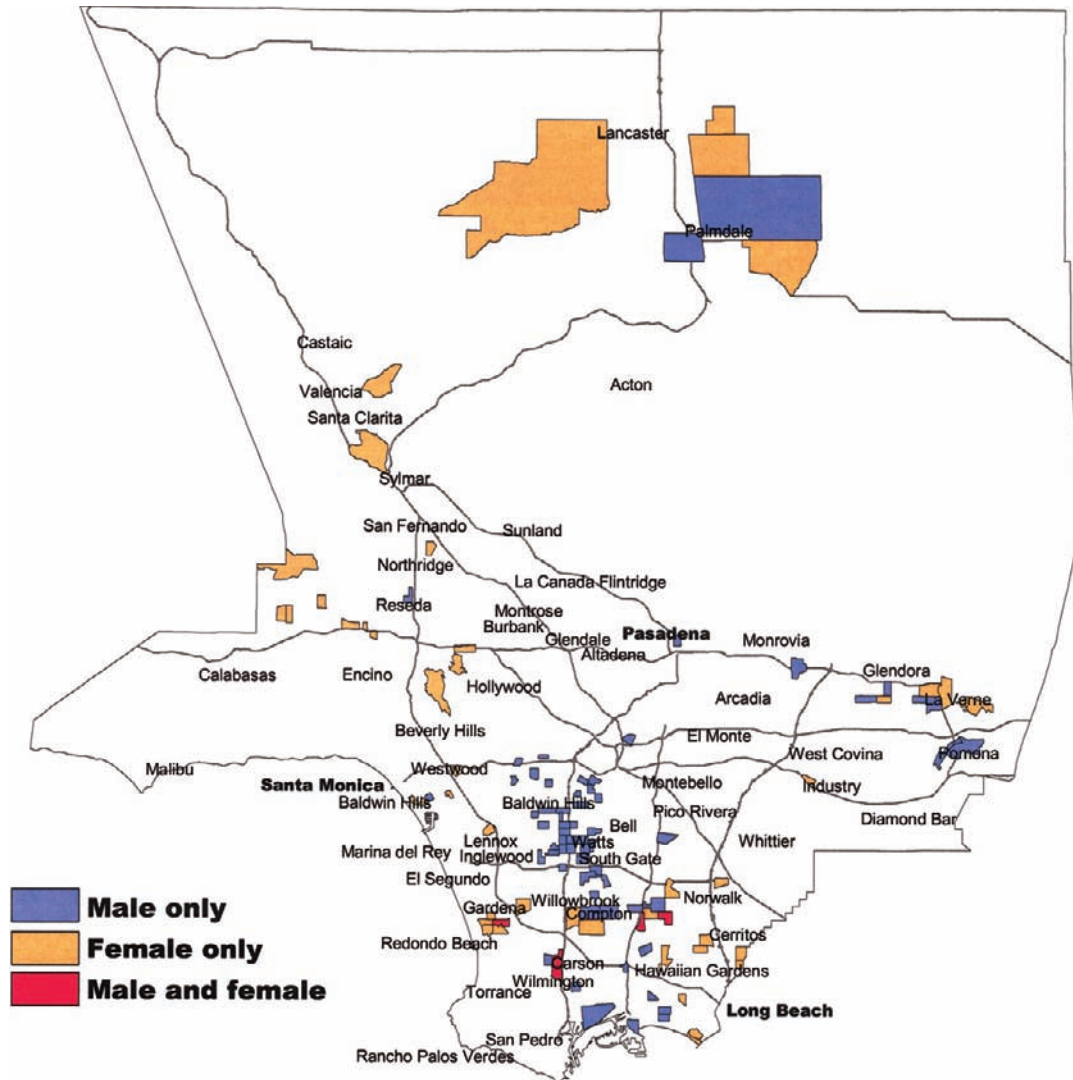 Lancaster
Palmdale
Castaic
Acton
Valencia
Santa Clarita
Sylmar
San Fernando
Sunland
Northridge
La Canada Flintridge
Reseda
Montrose
Burbank
Pasadena
Glendale
Monrovia
Altadena
Glendora
Calabasas
Encino
Hollywood
Arcadia
La Verne
Beverly Hills
El Monte
West Covina
Pomona
Malibu
Westwood
Santa Monica
Montebello
Industry
Baldwin Hills
Baldwin Hills
Pico Rivera
Diamond Bar
Bell
Lennox
Watts
Whittier
Marina del Rey
Inglewood
South Gate
El Segundo
Willowbrook
Norwalk
Gardena
Compton
Male only
Redondo Beach
Cerritos
Female only
Carson
Hawaiian Gardens
Wilmington
Male and female
Torrance
Long Beach
San Pedro
Rancho Palos Verdes